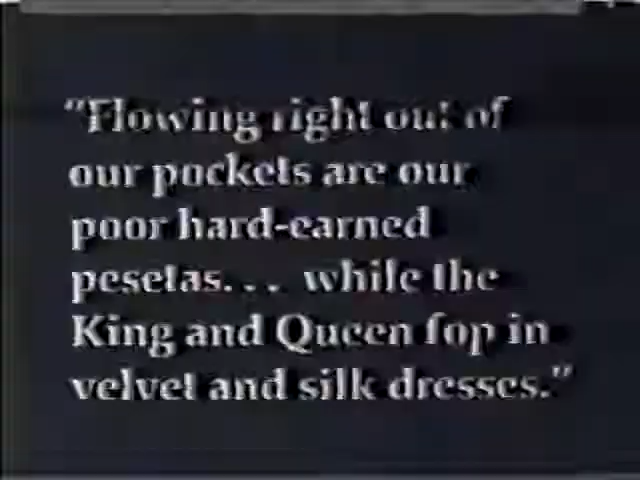 "Flowing right out of
our pockets are our
poor hard-earned
pesetas... while the
King and Queen fop in
velvet and silk dresses."